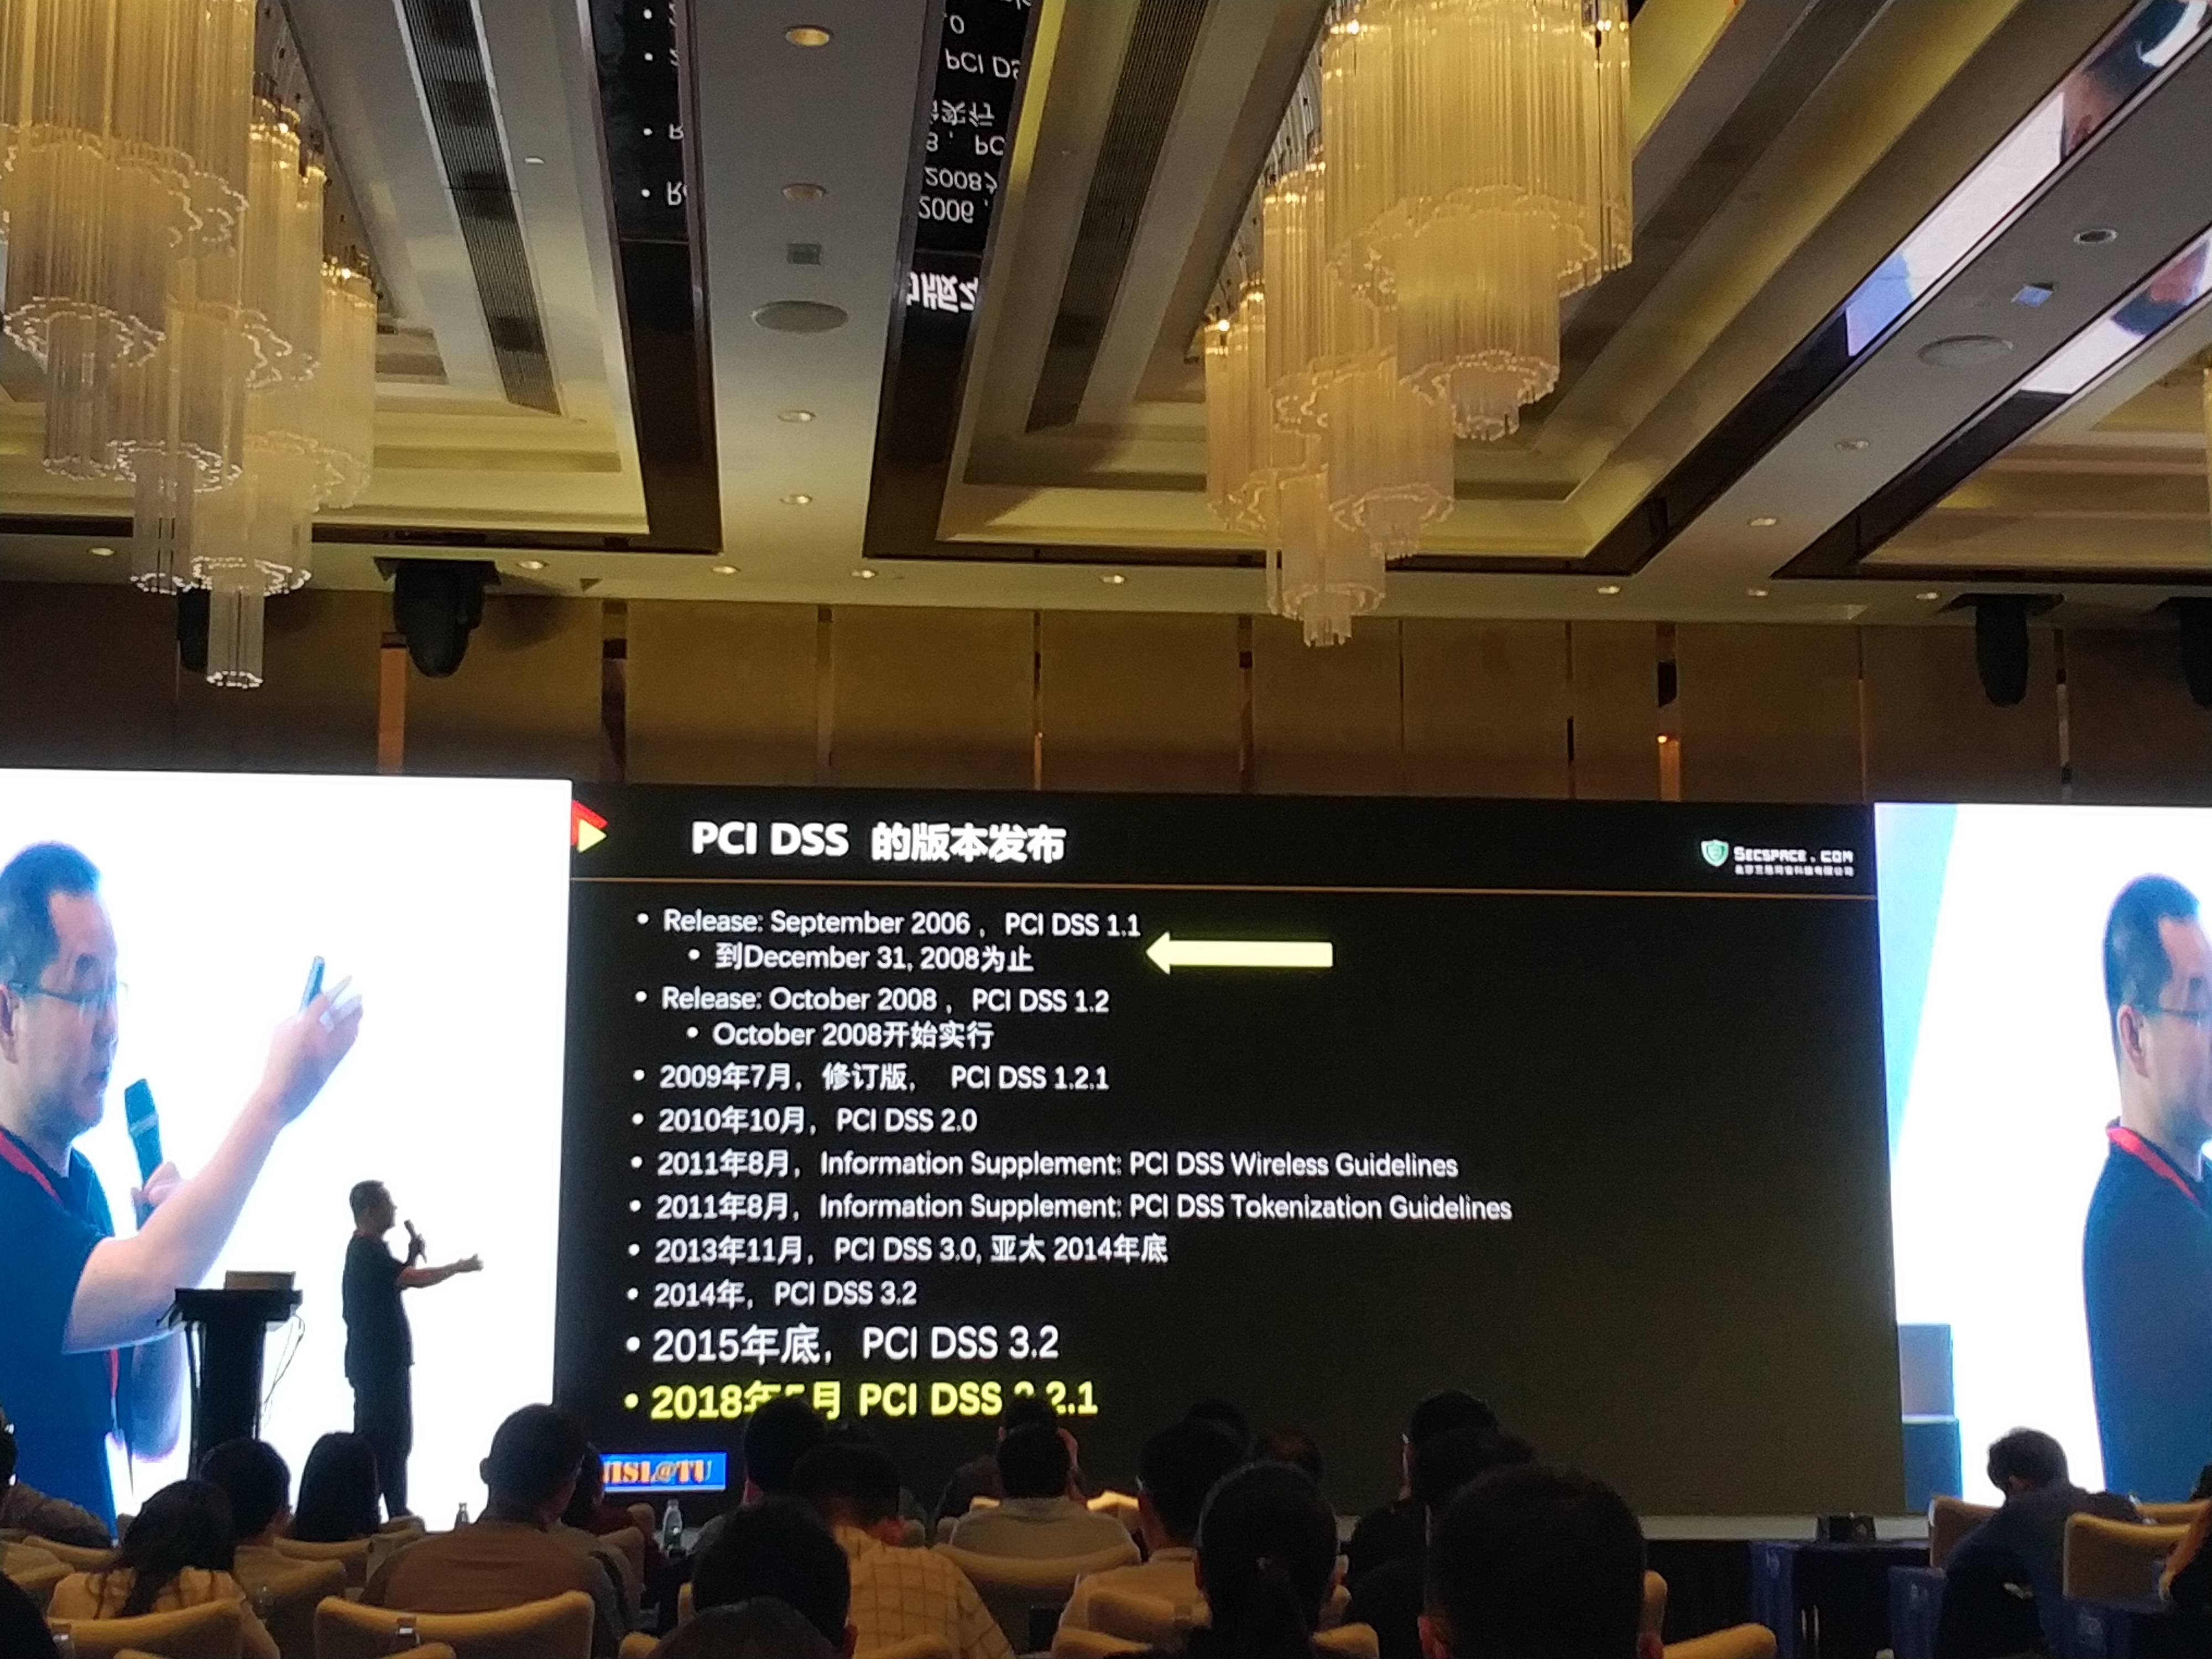 PCI DSS 的版本发布
SECSPACE.COM
• Release: September 2006， PCI DSS 1.1
• 到December 31, 2008为止
• Release: October 2008， PCI DSS 1.2
• October 2008开始实行
• 2009年7月， 修订版， PCI DSS 1.2.1
• 2010年10月， PCI DSS 2.0
• 2011年8月， Information Supplement: PCI DSS Wireless Guidelines
• 2011年8月， Information Supplement: PCI DSS Tokenization Guidelines
• 2013年11月， PCI DSS 3.0, 亚太 2014年底
• 2014年， PCI DSS 3.2
• 2015年底， PCI DSS 3.2
• 2018年 月 PCI DSS 2.1